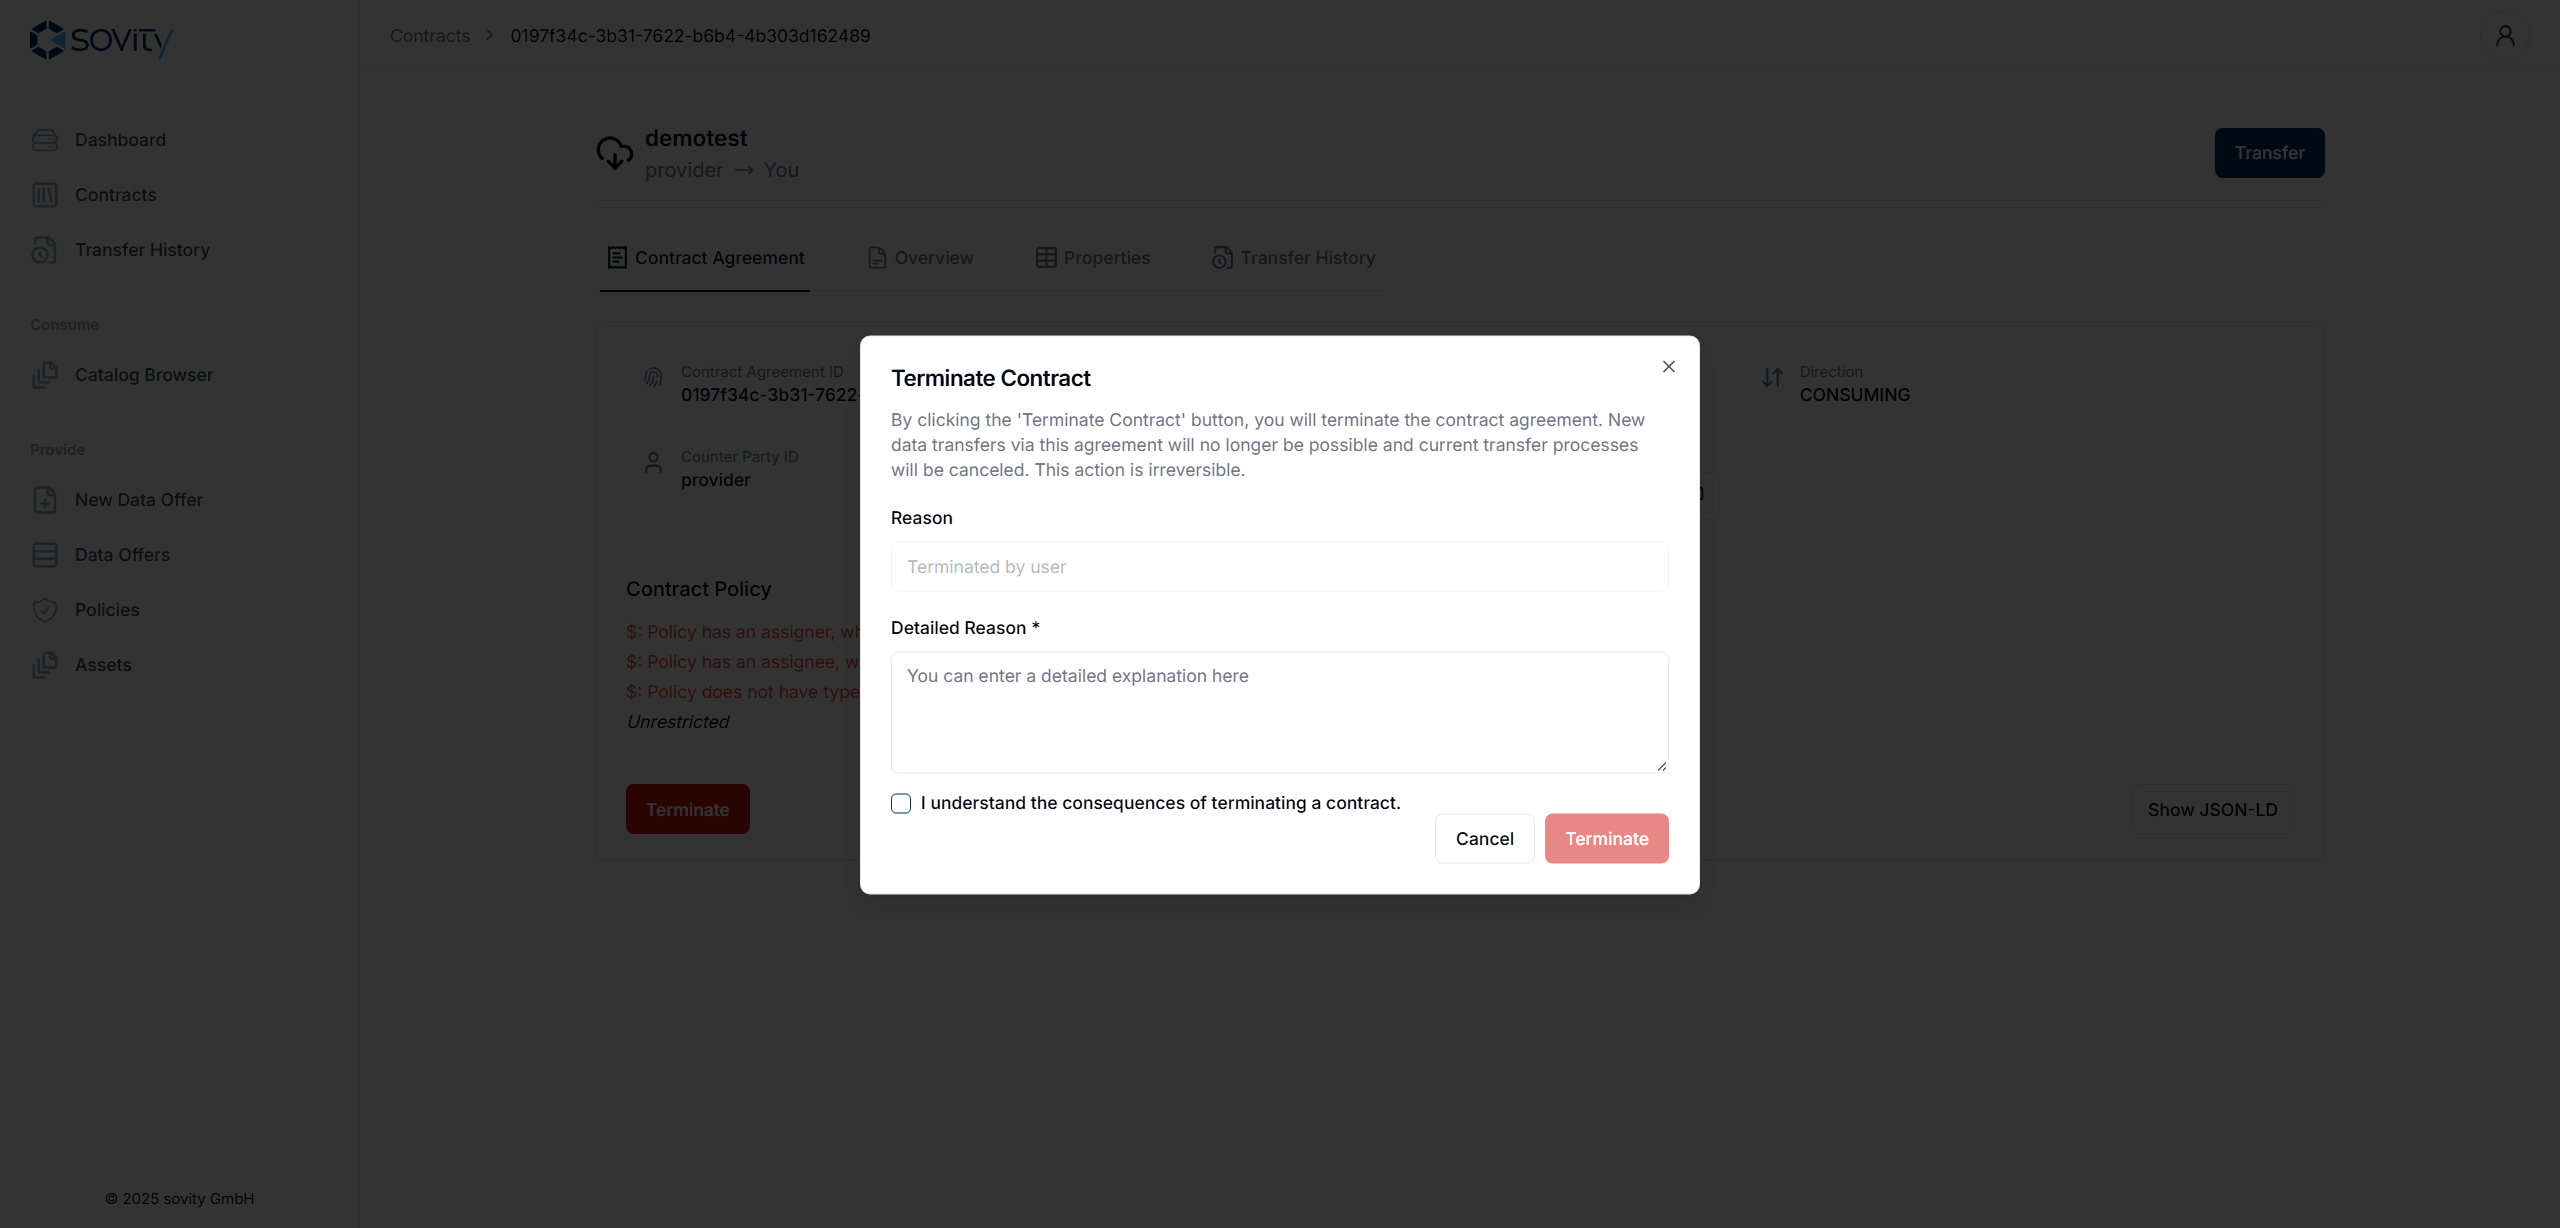 sovity
Contracts > 0197f34c-3b31-7622-b6b4-4b303d162489
Dashboard
Contracts
Transfer History
Consume
Catalog Browser
Provide
New Data Offer
Data Offers
Policies
Assets
© 2025 sovity GmbH
demotest
provider → You
Transfer
Contract Agreement
Overview
Properties
Transfer History
Contract Agreement ID
0197f34c-3b31-7622-
Direction
CONSUMING
Counter Party ID
provider
Contract Policy
$: Policy has an assigner, wh
$: Policy has an assignee, w
$: Policy does not have type
Unrestricted
Terminate
Show JSON-LD
Terminate Contract
By clicking the 'Terminate Contract' button, you will terminate the contract agreement. New
data transfers via this agreement will no longer be possible and current transfer processes
will be canceled. This action is irreversible.
Reason
Terminated by user
Detailed Reason *
You can enter a detailed explanation here
I understand the consequences of terminating a contract.
Cancel
Terminate